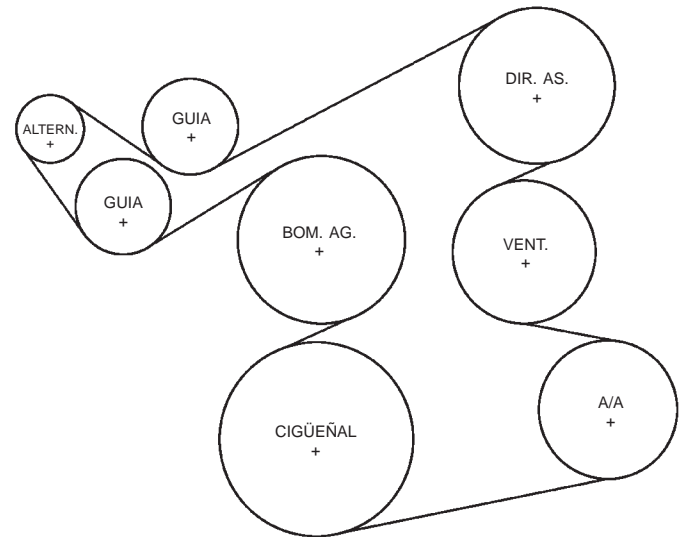 DIR. AS.
+
GUIA
+
ALTERN.
+
GUIA
+
BOM. AG.
+
VENT.
+
A/A
+
CIGÜEÑAL
+